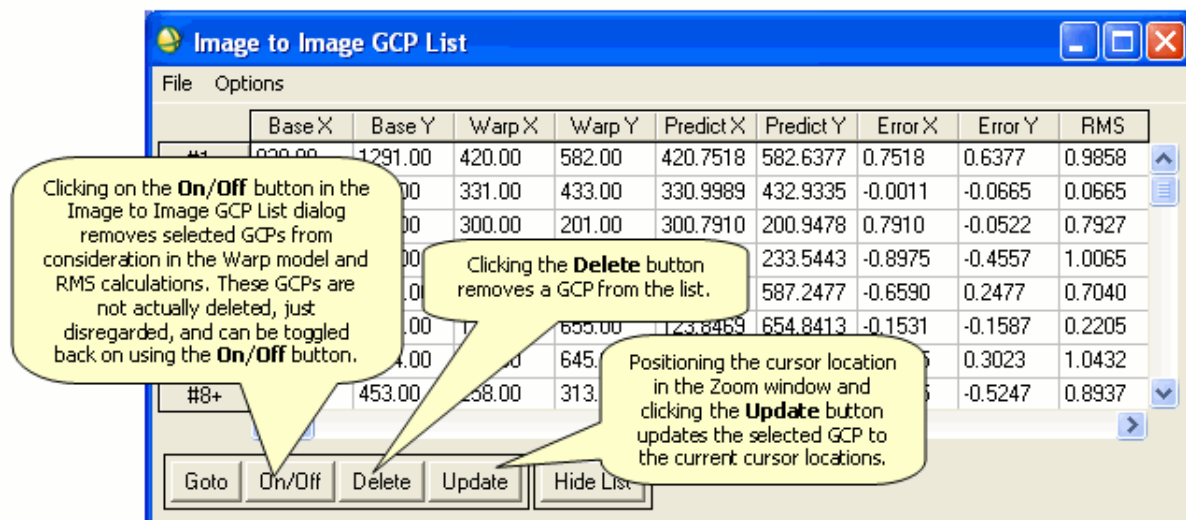 Image to Image GCP List
File Options
Base X Base Y Warp X Warp Y Predict X Predict Y Error X Error Y RMS
1291.00 420.00 582.00 420.7518 582.6377 0.7518 0.6377 0.9858
331.00 433.00 330.9989 432.9335 -0.0011 -0.0665 0.0665
300.00 201.00 300.7910 200.9478 0.7910 -0.0522 0.7927
233.5443 -0.8975 -0.4557 1.0065
587.2477 -0.6590 0.2477 0.7040
655.00 123.8469 654.8413 -0.1531 -0.1587 0.2205
0.3023 1.0432
#8+ 453.00 258.00 -0.5247 0.8937
Clicking on the On/Off button in the
Image to Image GCP List dialog
removes selected GCPs from
consideration in the Warp model and
RMS calculations. These GCPs are
not actually deleted, just
disregarded, and can be toggled
back on using the On/Off button.
Clicking the Delete button
removes a GCP from the list.
Positioning the cursor location
in the Zoom window and
clicking the Update button
updates the selected GCP to
the current cursor locations.
Goto On/Off Delete Update Hide List